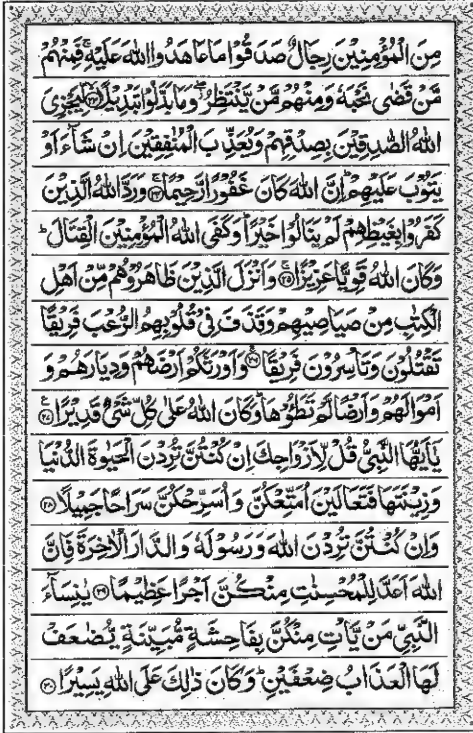 مِنَ الْمُؤْمِنِيْنَ رِجَالٌ صَدَقُوْا مَا عَاهَدُوا اللّٰهَ عَلَيْهِ ۚ فَمِنْهُمْ
مَّنْ قَضٰى نَحْبَهٗ وَمِنْهُمْ مَّنْ يَّنْتَظِرُ ۖ وَمَا بَدَّلُوْا تَبْدِيْلًا ۝۲۳ لِّيَجْزِىَ
اللّٰهُ الصّٰدِقِيْنَ بِصِدْقِهِمْ وَيُعَذِّبَ الْمُنٰفِقِيْنَ اِنْ شَآءَ اَوْ
يَتُوْبَ عَلَيْهِمْ ؕ اِنَّ اللّٰهَ كَانَ غَفُوْرًا رَّحِيْمًا ۝۲۴ وَرَدَّ اللّٰهُ الَّذِيْنَ
كَفَرُوْا بِغَيْظِهِمْ لَمْ يَنَالُوْا خَيْرًا ؕ وَكَفَى اللّٰهُ الْمُؤْمِنِيْنَ الْقِتَالَ ؕ
وَكَانَ اللّٰهُ قَوِيًّا عَزِيْزًا ۝۲۵ وَاَنْزَلَ الَّذِيْنَ ظَاهَرُوْهُمْ مِّنْ اَهْلِ
الْكِتٰبِ مِنْ صَيَاصِيْهِمْ وَقَذَفَ فِىْ قُلُوْبِهِمُ الرُّعْبَ فَرِيْقًا
تَقْتُلُوْنَ وَتَاْسِرُوْنَ فَرِيْقًا ۝۲۶ وَاَوْرَثَكُمْ اَرْضَهُمْ وَدِيَارَهُمْ وَ
اَمْوَالَهُمْ وَاَرْضًا لَّمْ تَطَـُٔوْهَا ؕ وَكَانَ اللّٰهُ عَلٰى كُلِّ شَىْءٍ قَدِيْرًا ۝۲۷
يٰۤاَيُّهَا النَّبِىُّ قُلْ لِّاَزْوَاجِكَ اِنْ كُنْتُنَّ تُرِدْنَ الْحَيٰوةَ الدُّنْيَا
وَزِيْنَتَهَا فَتَعَالَيْنَ اُمَتِّعْكُنَّ وَاُسَرِّحْكُنَّ سَرَاحًا جَمِيْلًا ۝۲۸
وَاِنْ كُنْتُنَّ تُرِدْنَ اللّٰهَ وَرَسُوْلَهٗ وَالدَّارَ الْاٰخِرَةَ فَاِنَّ
اللّٰهَ اَعَدَّ لِلْمُحْسِنٰتِ مِنْكُنَّ اَجْرًا عَظِيْمًا ۝۲۹ يٰنِسَآءَ
النَّبِىِّ مَنْ يَّاْتِ مِنْكُنَّ بِفَاحِشَةٍ مُّبَيِّنَةٍ يُّضٰعَفْ
لَهَا الْعَذَابُ ضِعْفَيْنِ ؕ وَكَانَ ذٰلِكَ عَلَى اللّٰهِ يَسِيْرًا ۝۳۰